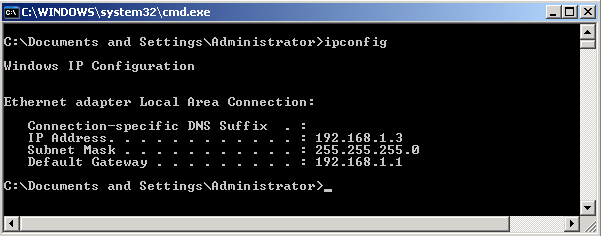 C:\WINDOWS\system32\cmd.exe
C:\Documents and Settings\Administrator>ipconfig
Windows IP Configuration
Ethernet adapter Local Area Connection:
Connection-specific DNS Suffix  . :
IP Address. . . . . . . . . . . . : 192.168.1.3
Subnet Mask . . . . . . . . . . . : 255.255.255.0
Default Gateway . . . . . . . . . : 192.168.1.1
C:\Documents and Settings\Administrator>_